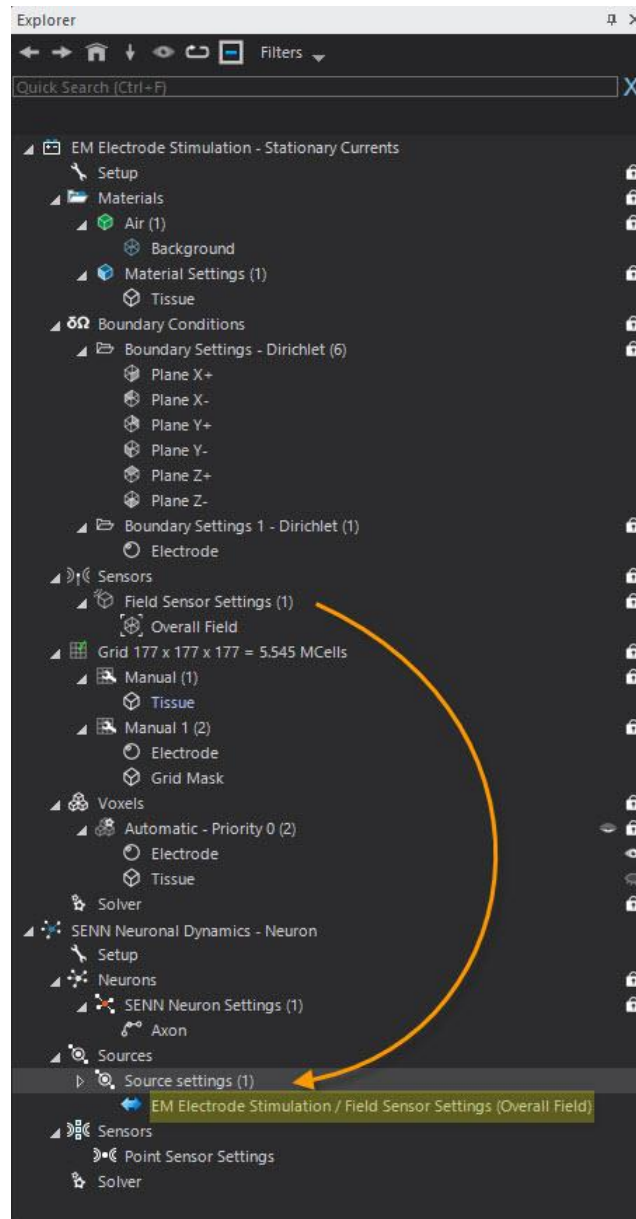 Explorer
Filters
Quick Search (Ctrl+F)
EM Electrode Stimulation - Stationary Currents
Setup
Materials
Air (1)
Background
Material Settings (1)
Tissue
δΩ Boundary Conditions
Boundary Settings - Dirichlet (6)
Plane X+
Plane X-
Plane Y+
Plane Y-
Plane Z+
Plane Z-
Boundary Settings 1 - Dirichlet (1)
Electrode
Sensors
Field Sensor Settings (1)
Overall Field
Grid 177 x 177 x 177 = 5.545 MCells
Manual (1)
Tissue
Manual 1 (2)
Electrode
Grid Mask
Voxels
Automatic - Priority 0 (2)
Electrode
Tissue
Solver
SENN Neuronal Dynamics - Neuron
Setup
Neurons
SENN Neuron Settings (1)
Axon
Sources
Source settings (1)
EM Electrode Stimulation / Field Sensor Settings (Overall Field)
Sensors
Point Sensor Settings
Solver